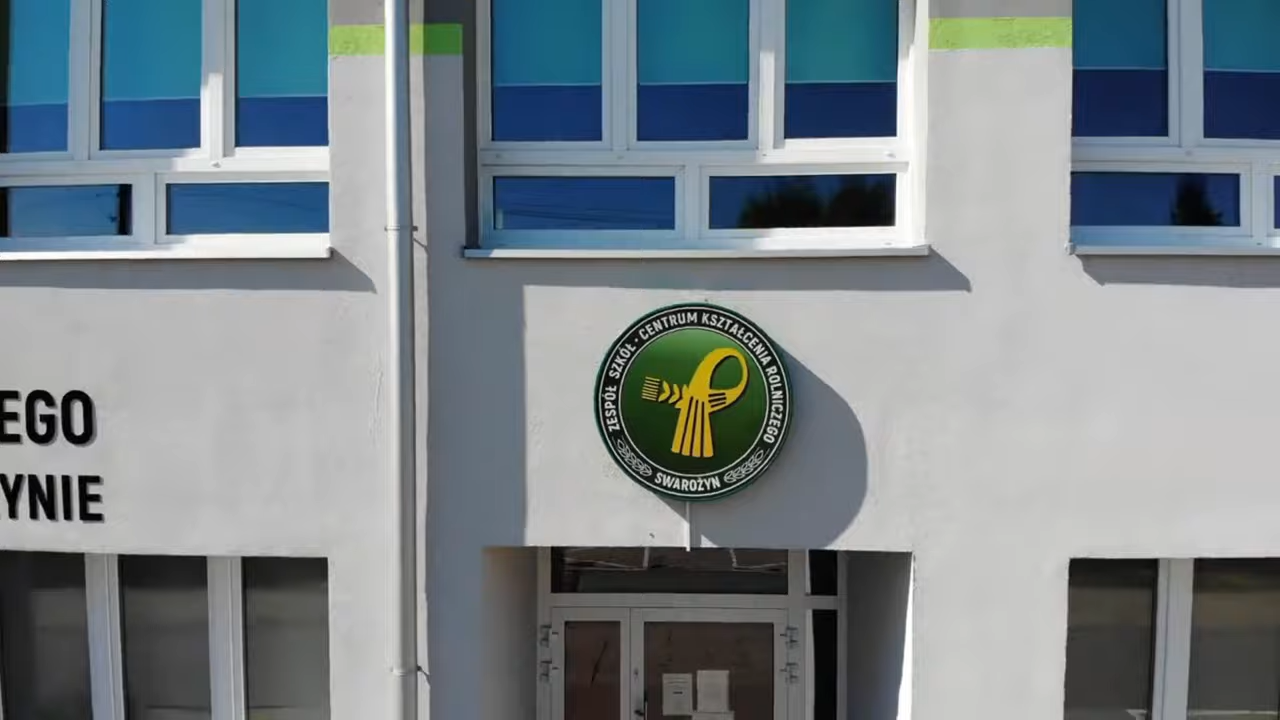 EGO
YNIE
ZESPÓŁ SZKÓŁ · CENTRUM KSZTAŁCENIA ROLNICZEGO
SWAROŻYN